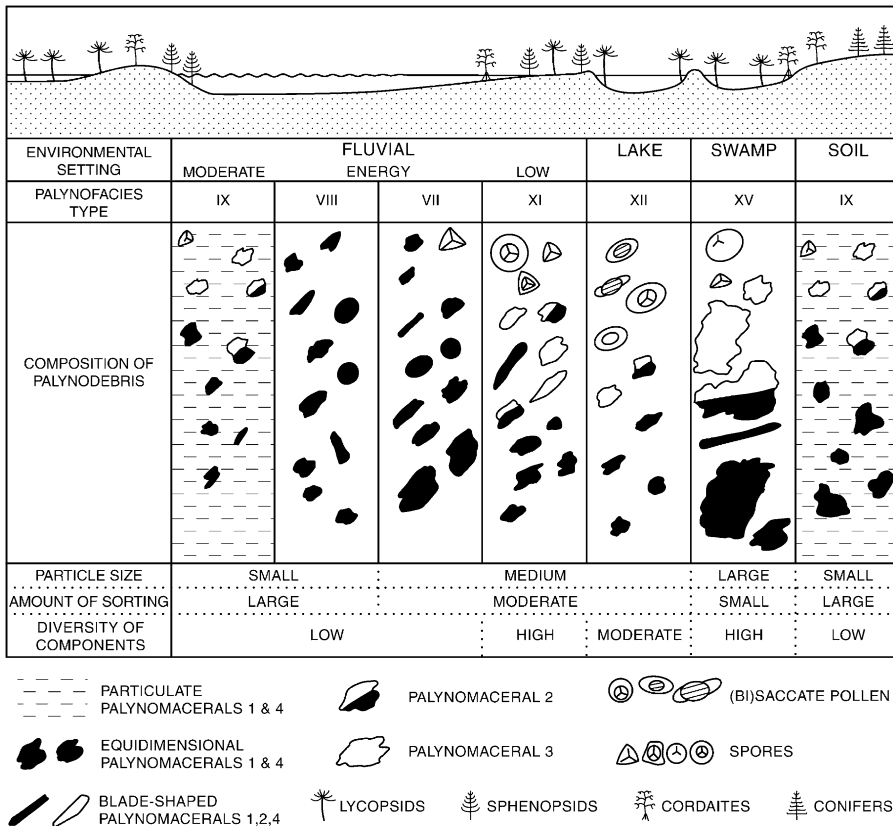 ENVIRONMENTAL SETTING
FLUVIAL
MODERATE ENERGY LOW
LAKE
SWAMP
SOIL
PALYNOFACIES TYPE
IX VIII VII XI XII XV IX
COMPOSITION OF
PALYNODEBRIS
PARTICLE SIZE SMALL MEDIUM LARGE SMALL
AMOUNT OF SORTING LARGE MODERATE SMALL LARGE
DIVERSITY OF
COMPONENTS
LOW HIGH MODERATE HIGH LOW
PARTICULATE
PALYNOMACERALS 1 & 4
PALYNOMACERAL 2
(BI)SACCATE POLLEN
EQUIDIMENSIONAL
PALYNOMACERALS 1 & 4
PALYNOMACERAL 3
SPORES
BLADE-SHAPED
PALYNOMACERALS 1,2,4
LYCOPSIDS
SPHENOPSIDS
CORDAITES
CONIFERS